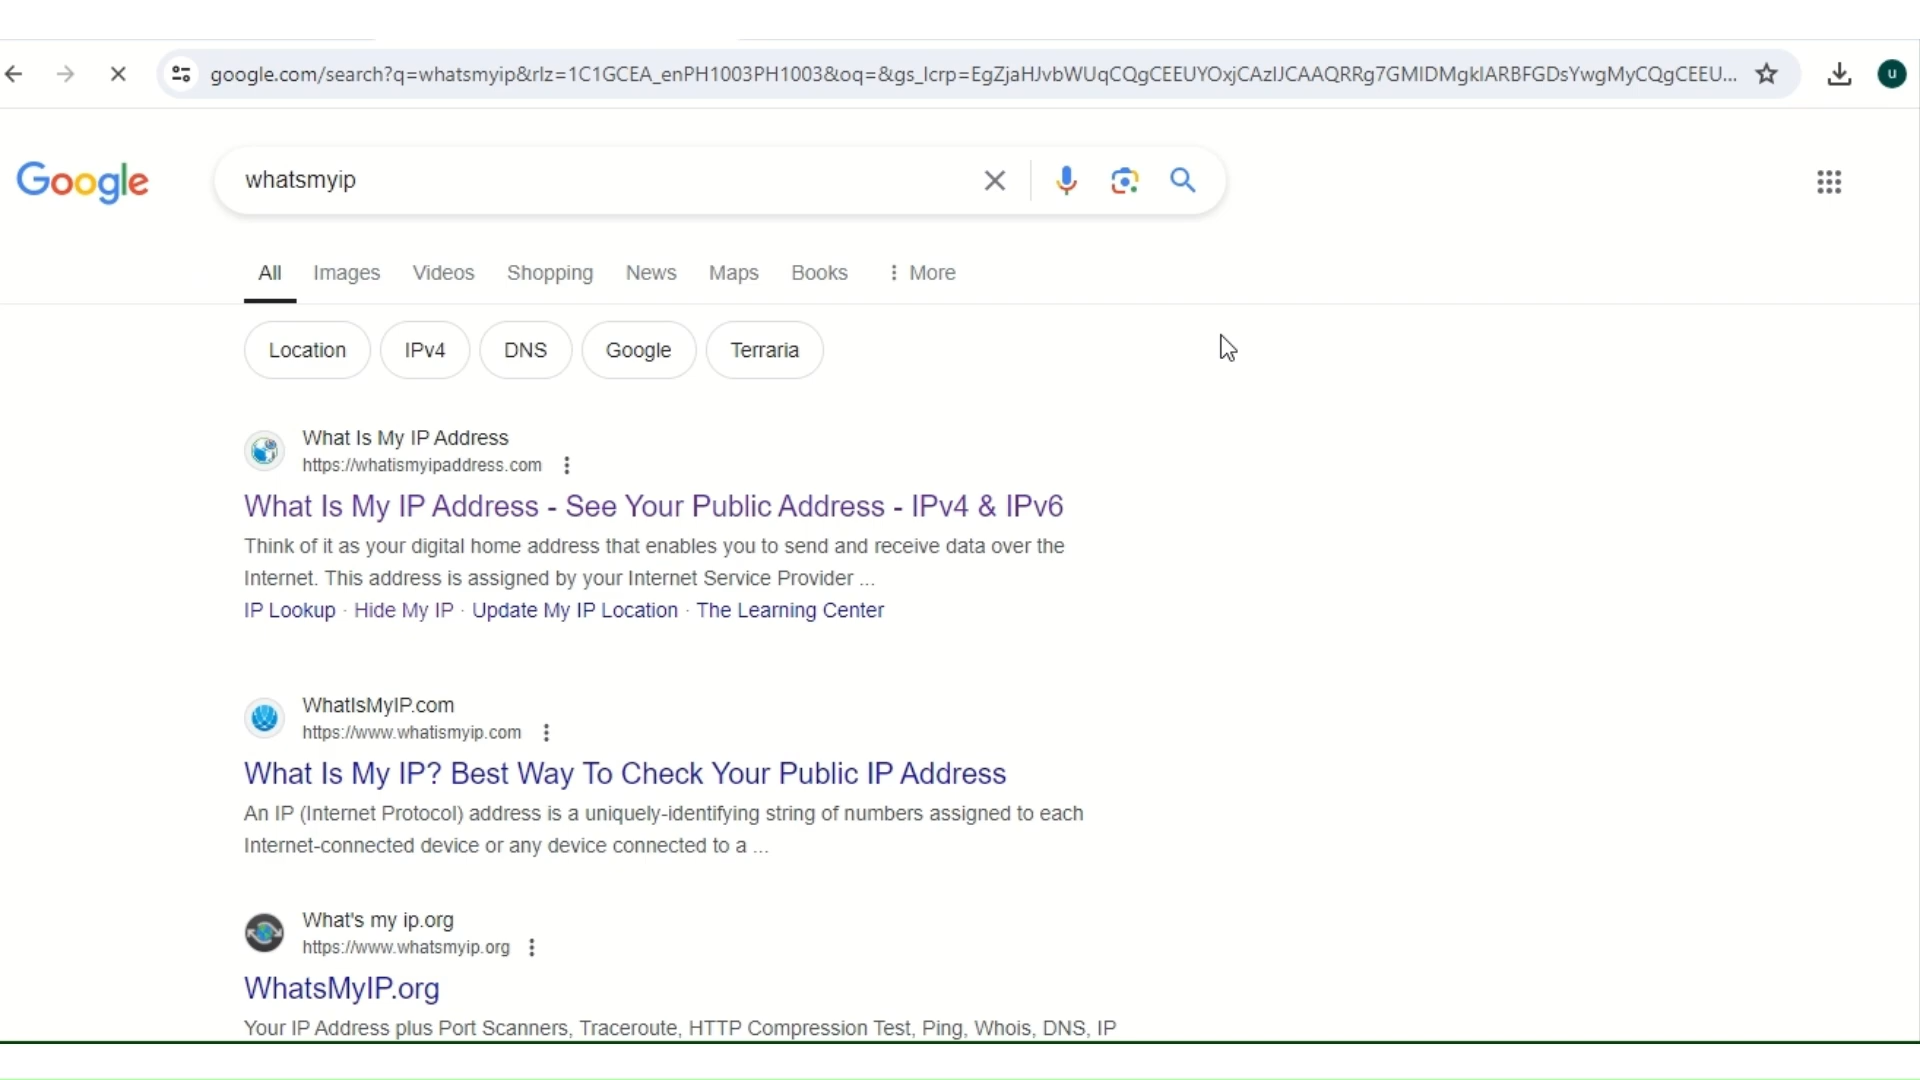 google.com/search?q=whatsmyip&rlz=1C1GCEA_enPH1003PH1003&oq=&gs_lcrp=EgZjaHJvbWUqCQgCEEUYOxjCAzIJCAAQRRg7GMIDMgkIARBFGDsYwgMyCQgCEEU...
u
Google
whatsmyip
All Images Videos Shopping News Maps Books More
Location IPv4 DNS Google Terraria
What Is My IP Address
https://whatismyipaddress.com
What Is My IP Address - See Your Public Address - IPv4 & IPv6
Think of it as your digital home address that enables you to send and receive data over the
Internet. This address is assigned by your Internet Service Provider ...
IP Lookup · Hide My IP · Update My IP Location · The Learning Center
WhatIsMyIP.com
https://www.whatismyip.com
What Is My IP? Best Way To Check Your Public IP Address
An IP (Internet Protocol) address is a uniquely-identifying string of numbers assigned to each
Internet-connected device or any device connected to a ...
What's my ip.org
https://www.whatsmyip.org
WhatsMyIP.org
Your IP Address plus Port Scanners, Traceroute, HTTP Compression Test, Ping, Whois, DNS, IP